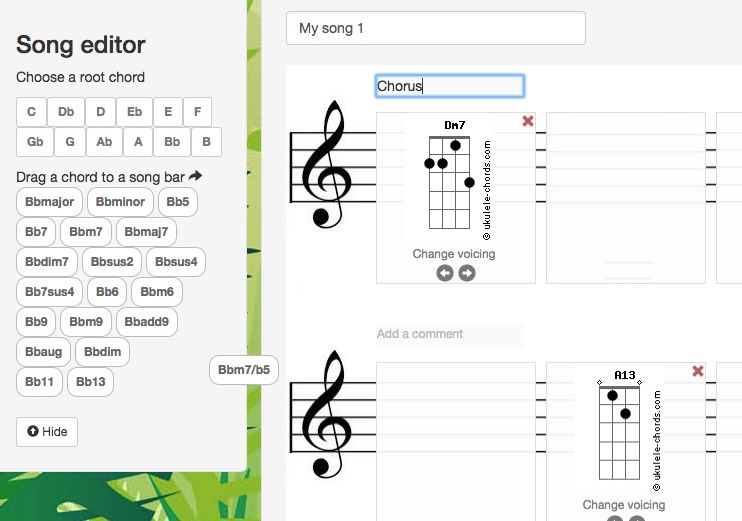 Song editor
Choose a root chord
C Db D Eb E F
Gb G Ab A Bb B
Drag a chord to a song bar
Bbmajor Bbminor Bb5
Bb7 Bbm7 Bbmaj7
Bbdim7 Bbsus2 Bbsus4
Bb7sus4 Bb6 Bbm6
Bb9 Bbm9 Bbadd9
Bbaug Bbdim
Bbm7/b5
Bb11 Bb13
Hide
My song 1
Chorus
Dm7
© ukulele-chords.com
Change voicing
Add a comment
A13
© ukulele-chords.com
Change voicing